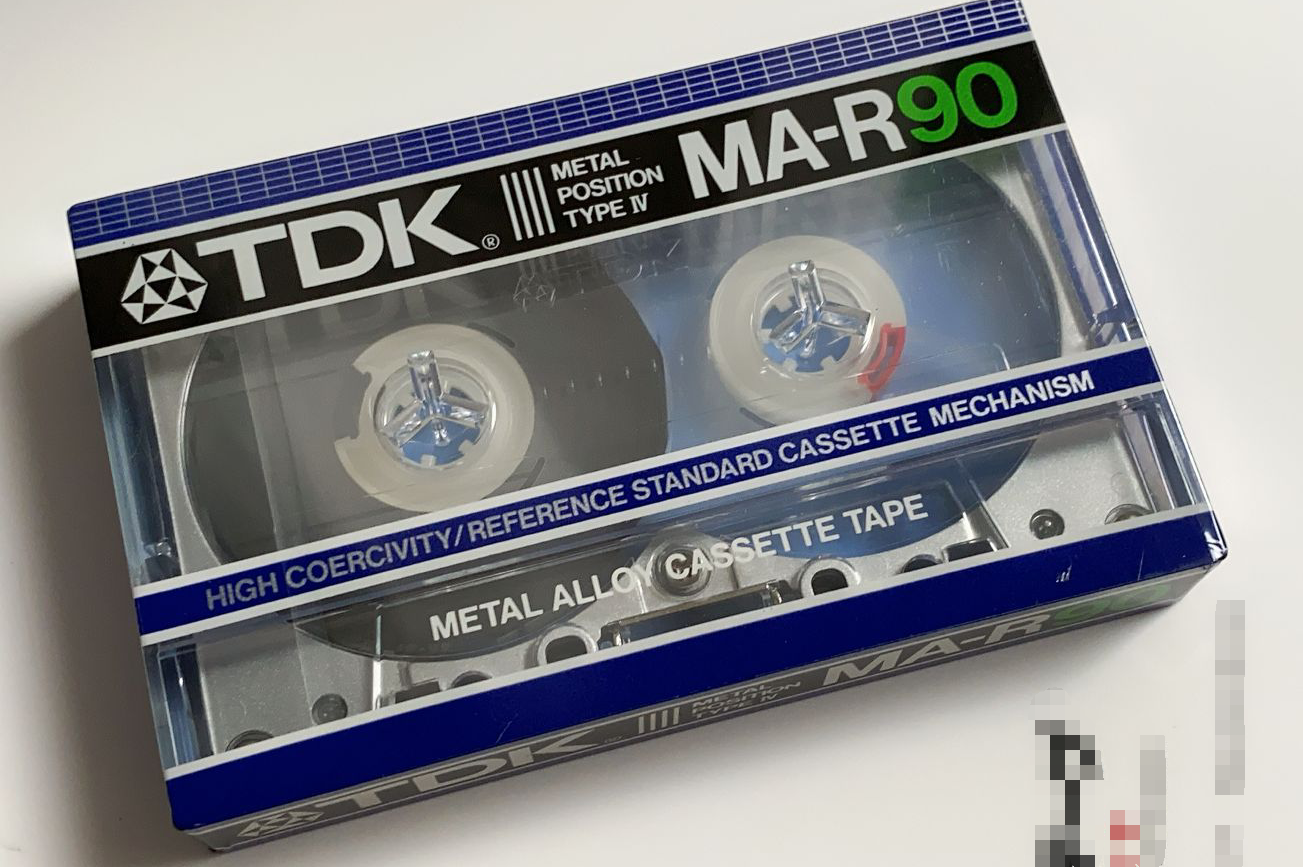 TDK® METAL POSITION TYPE IV MA-R90
HIGH COERCIVITY/REFERENCE STANDARD CASSETTE MECHANISM
METAL ALLOY CASSETTE TAPE
TDK METAL POSITION TYPE IV MA-R90